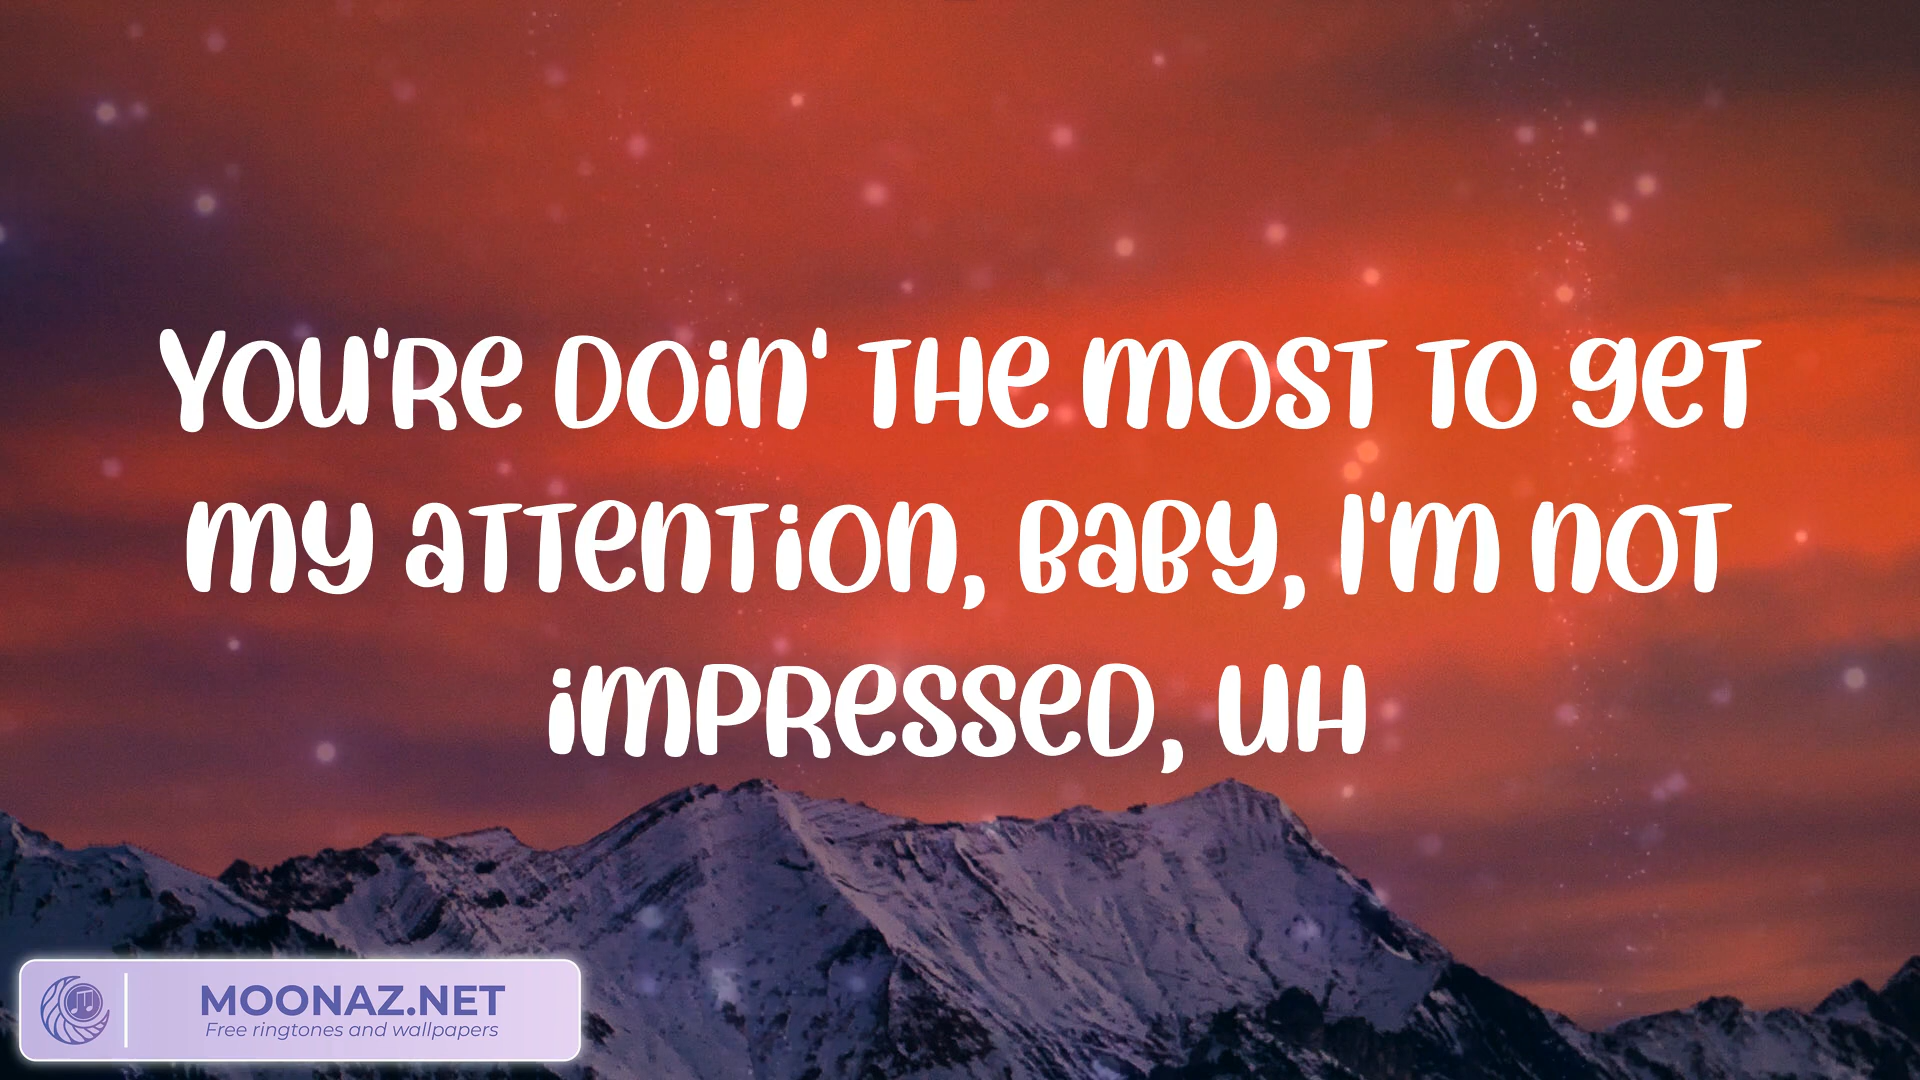 You're doin' the most to get
my attention, baby, I'm not
impressed, uh
MOONAZ.NET
Free ringtones and wallpapers